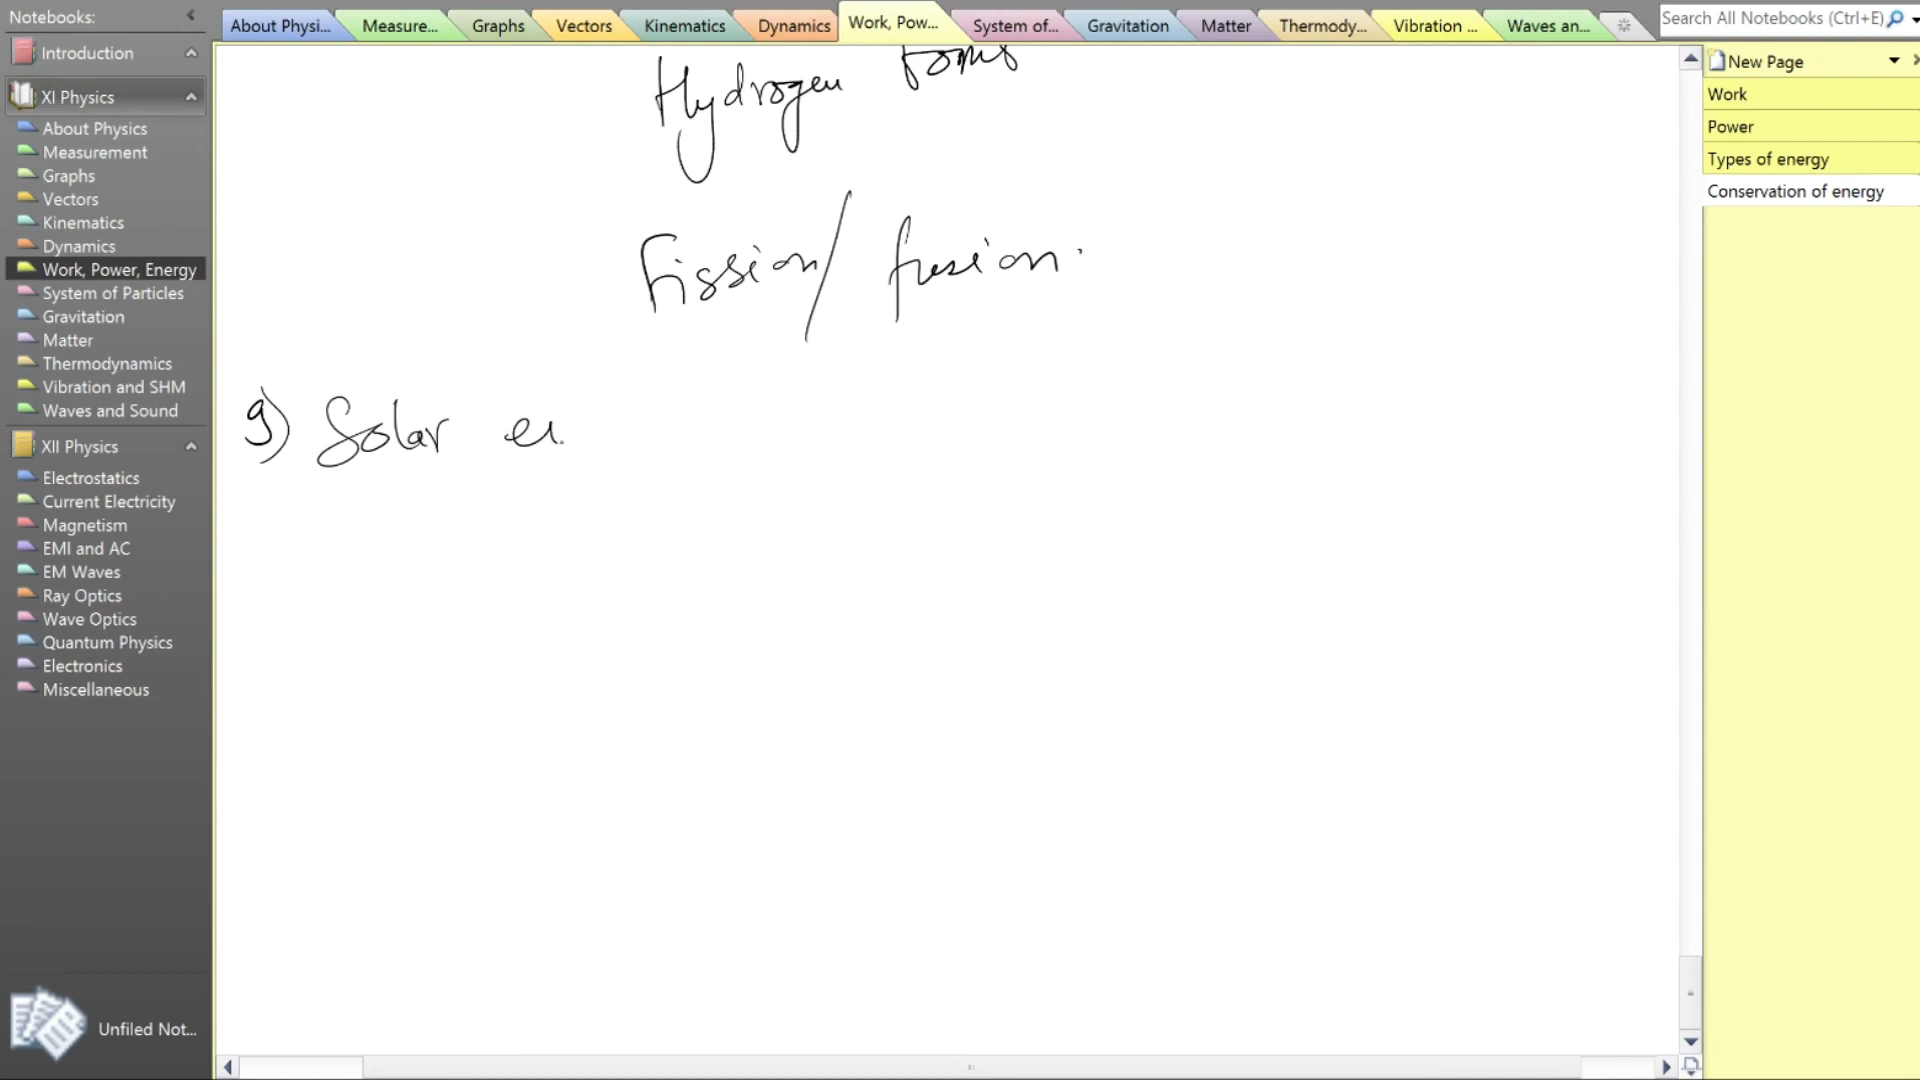 Notebooks:
Introduction
XI Physics
About Physics
Measurement
Graphs
Vectors
Kinematics
Dynamics
Work, Power, Energy
System of Particles
Gravitation
Matter
Thermodynamics
Vibration and SHM
Waves and Sound
XII Physics
Electrostatics
Current Electricity
Magnetism
EMI and AC
EM Waves
Ray Optics
Wave Optics
Quantum Physics
Electronics
Miscellaneous
Unfiled Not...
About Physi... Measure... Graphs Vectors Kinematics Dynamics Work, Pow... System of... Gravitation Matter Thermody... Vibration ... Waves an...
Search All Notebooks (Ctrl+E)
Hydrogen
Fission/ fusion.
9) Solar en
New Page
Work
Power
Types of energy
Conservation of energy